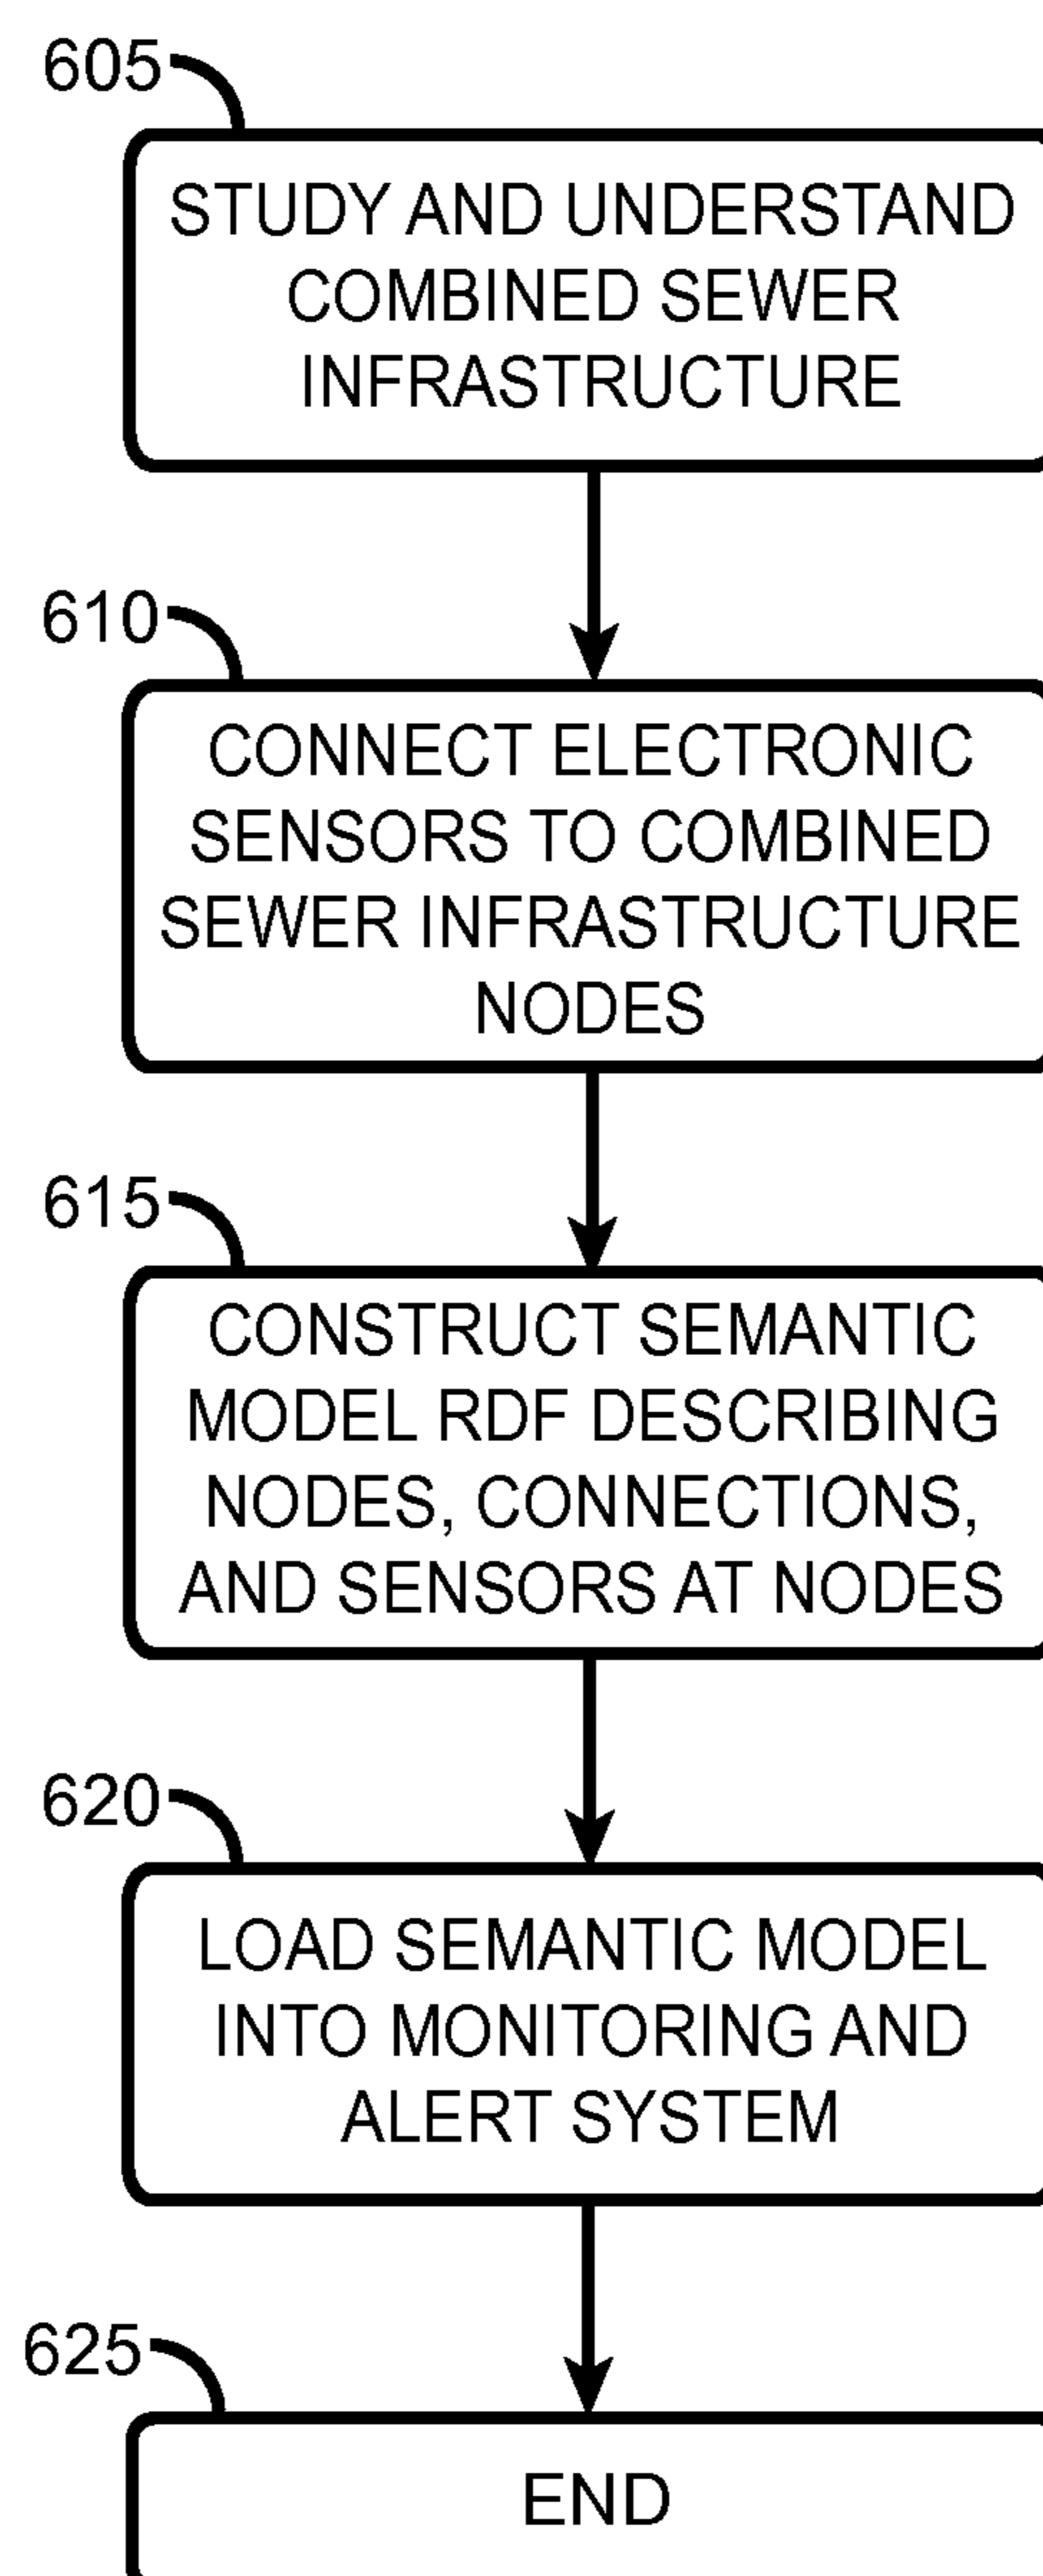 605
STUDY AND UNDERSTAND
COMBINED SEWER
INFRASTRUCTURE
610
CONNECT ELECTRONIC
SENSORS TO COMBINED
SEWER INFRASTRUCTURE
NODES
615
CONSTRUCT SEMANTIC
MODEL RDF DESCRIBING
NODES, CONNECTIONS,
AND SENSORS AT NODES
620
LOAD SEMANTIC MODEL
INTO MONITORING AND
ALERT SYSTEM
625
END